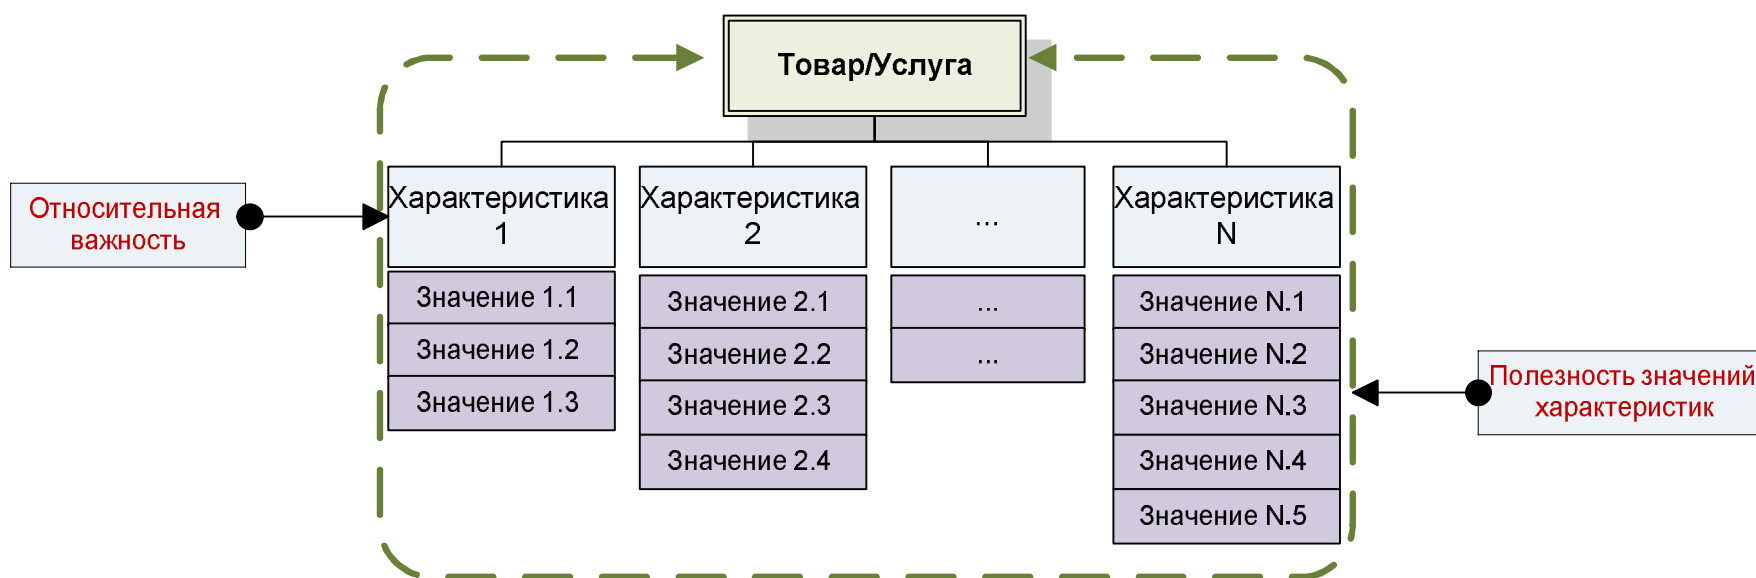 Товар/Услуга
Относительная
важность
Характеристика
1
Характеристика
2
...
Характеристика
N
Значение 1.1
Значение 1.2
Значение 1.3
Значение 2.1
Значение 2.2
Значение 2.3
Значение 2.4
...
...
Значение N.1
Значение N.2
Значение N.3
Значение N.4
Значение N.5
Полезность значений
характеристик